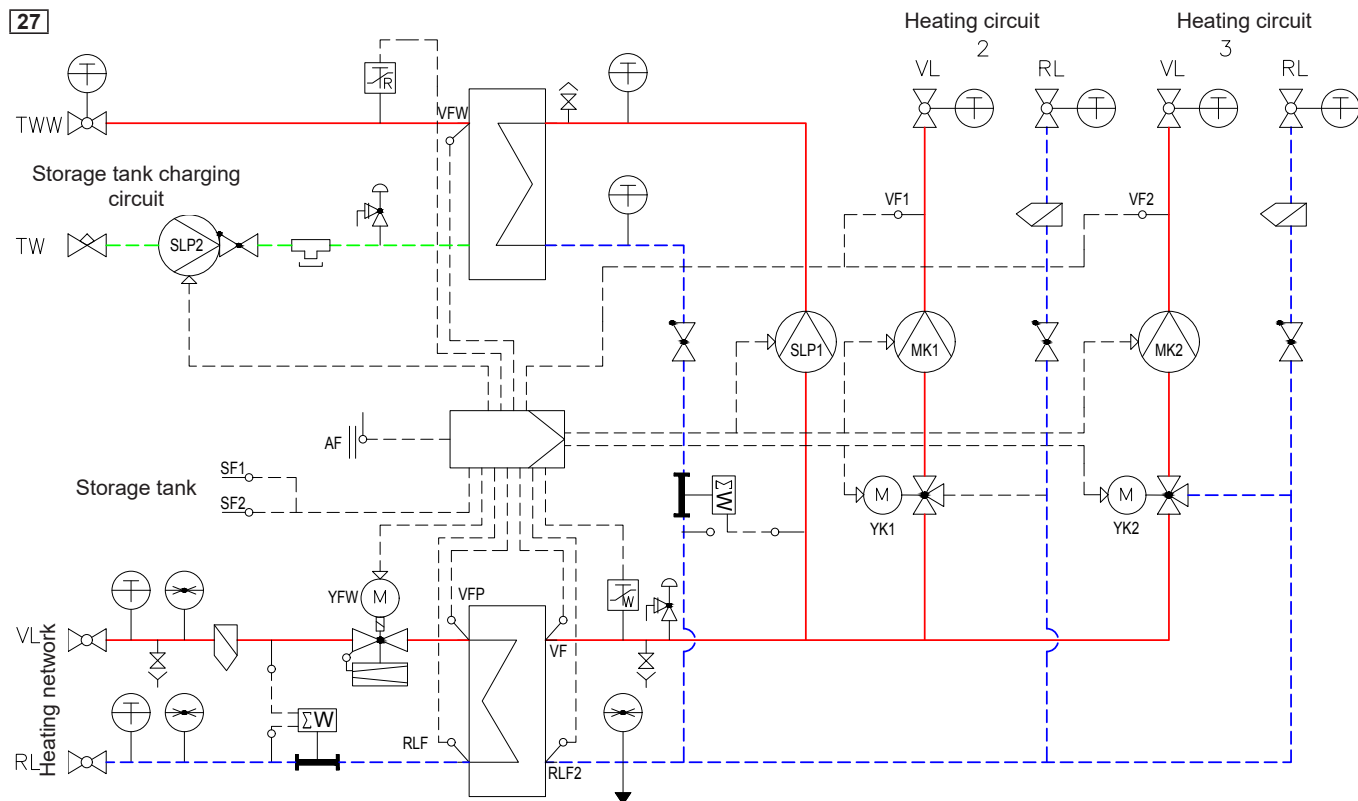 27
Heating circuit
2
Heating circuit
3
VL
RL
VL
RL
T
T
T
T
T
T
R
T
TWW
VFW
Storage tank charging
circuit
T
VF1
VF2
TW
SLP2
SLP1
MK1
MK2
AF
SF1
Storage tank
SF2
ΣW
M
YK1
M
YK2
T
YFW
M
VFP
W
VL
VF
Heating network
T
ΣW
RLF
RL
RLF2